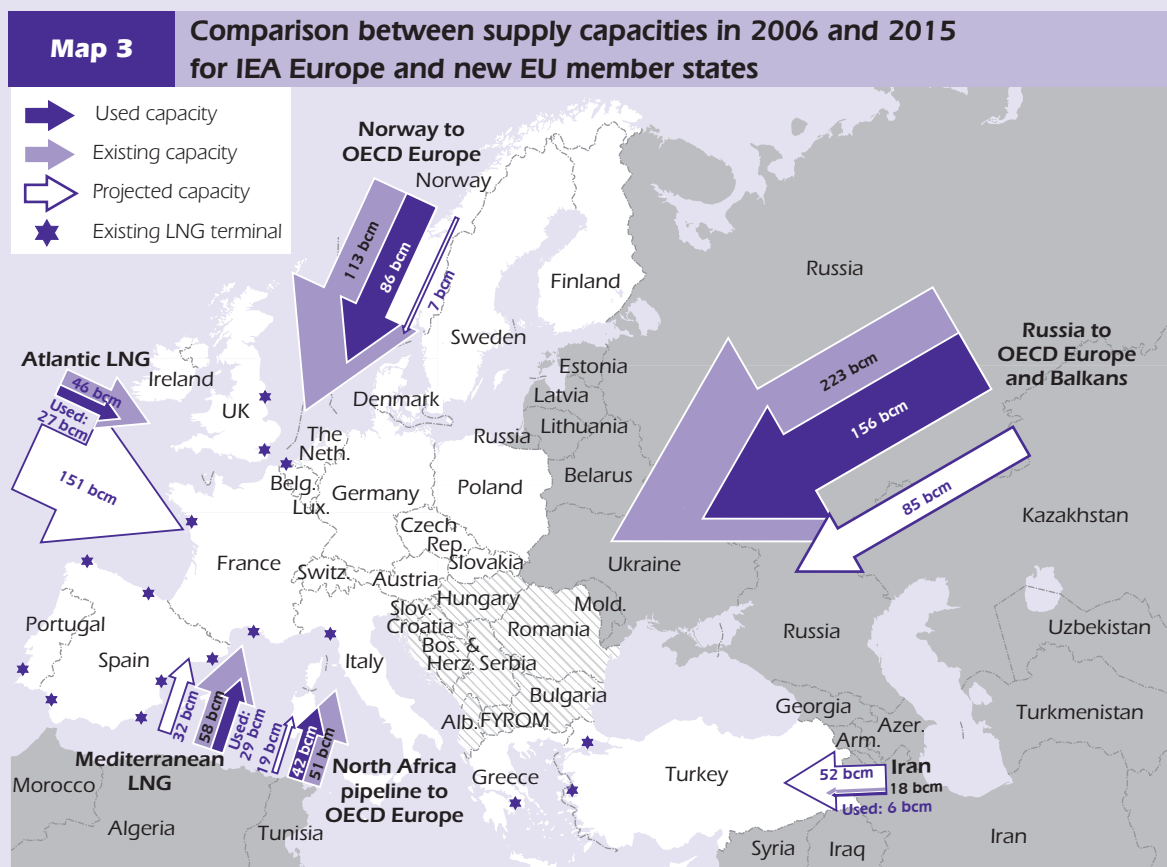 Map 3
Comparison between supply capacities in 2006 and 2015
for IEA Europe and new EU member states
Used capacity
Existing capacity
Projected capacity
Existing LNG terminal
Norway to
OECD Europe
Norway
113 bcm
86 bcm
7 bcm
Finland
Sweden
Russia
Russia to
OECD Europe
and Balkans
223 bcm
156 bcm
85 bcm
Atlantic LNG
46 bcm
Used:
27 bcm
151 bcm
Ireland
UK
Denmark
Estonia
Latvia
Lithuania
Russia
Belarus
The
Neth.
Belg.
Lux.
Germany
Poland
Kazakhstan
Czech
Rep.
Slovakia
Ukraine
France
Switz.
Austria
Hungary
Mold.
Slov.
Croatia
Romania
Bos. &
Herz.
Serbia
Russia
Uzbekistan
Portugal
Spain
Italy
Bulgaria
Alb.
FYROM
Georgia
Azer.
Arm.
Turkmenistan
32 bcm
58 bcm
Used:
29 bcm
19 bcm
42 bcm
51 bcm
Mediterranean
LNG
North Africa
pipeline to
OECD Europe
Greece
Turkey
52 bcm
Iran
18 bcm
Used: 6 bcm
Morocco
Algeria
Tunisia
Syria
Iraq
Iran